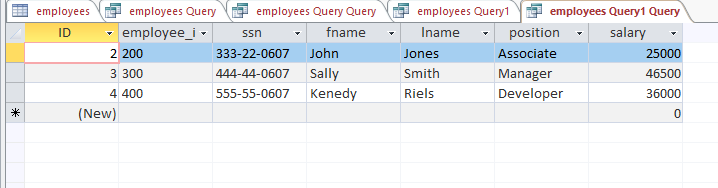 employees employees Query employees Query Query employees Query1 employees Query1 Query
ID employee_i ssn fname lname position salary
2 200 333-22-0607 John Jones Associate 25000
3 300 444-44-0607 Sally Smith Manager 46500
4 400 555-55-0607 Kenedy Riels Developer 36000
(New) 0